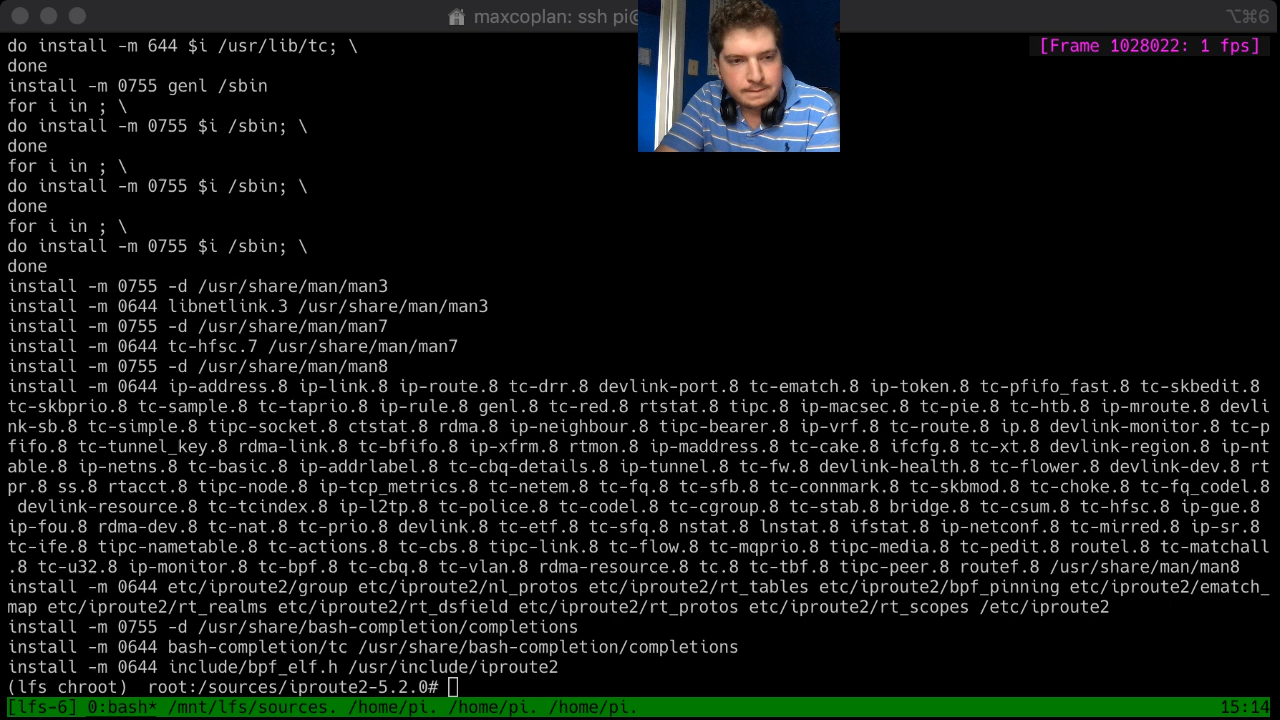 maxcoplan: ssh pi@
⌥⌘6
do install -m 644 $i /usr/lib/tc; \
[Frame 1028022: 1 fps]
done
install -m 0755 genl /sbin
for i in ; \
do install -m 0755 $i /sbin; \
done
for i in ; \
do install -m 0755 $i /sbin; \
done
for i in ; \
do install -m 0755 $i /sbin; \
done
install -m 0755 -d /usr/share/man/man3
install -m 0644 libnetlink.3 /usr/share/man/man3
install -m 0755 -d /usr/share/man/man7
install -m 0644 tc-hfsc.7 /usr/share/man/man7
install -m 0755 -d /usr/share/man/man8
install -m 0644 ip-address.8 ip-link.8 ip-route.8 tc-drr.8 devlink-port.8 tc-ematch.8 ip-token.8 tc-pfifo_fast.8 tc-skbedit.8
tc-skbprio.8 tc-sample.8 tc-taprio.8 ip-rule.8 genl.8 tc-red.8 rtstat.8 tipc.8 ip-macsec.8 tc-pie.8 tc-htb.8 ip-mroute.8 devli
nk-sb.8 tc-simple.8 tipc-socket.8 ctstat.8 rdma.8 ip-neighbour.8 tipc-bearer.8 ip-vrf.8 tc-route.8 ip.8 devlink-monitor.8 tc-p
fifo.8 tc-tunnel_key.8 rdma-link.8 tc-bfifo.8 ip-xfrm.8 rtmon.8 ip-maddress.8 tc-cake.8 ifcfg.8 tc-xt.8 devlink-region.8 ip-nt
able.8 ip-netns.8 tc-basic.8 ip-addrlabel.8 tc-cbq-details.8 ip-tunnel.8 tc-fw.8 devlink-health.8 tc-flower.8 devlink-dev.8 rt
pr.8 ss.8 rtacct.8 tipc-node.8 ip-tcp_metrics.8 tc-netem.8 tc-fq.8 tc-sfb.8 tc-connmark.8 tc-skbmod.8 tc-choke.8 tc-fq_codel.8
devlink-resource.8 tc-tcindex.8 ip-l2tp.8 tc-police.8 tc-codel.8 tc-cgroup.8 tc-stab.8 bridge.8 tc-csum.8 tc-hfsc.8 ip-gue.8
ip-fou.8 rdma-dev.8 tc-nat.8 tc-prio.8 devlink.8 tc-etf.8 tc-sfq.8 nstat.8 lnstat.8 ifstat.8 ip-netconf.8 tc-mirred.8 ip-sr.8
tc-ife.8 tipc-nametable.8 tc-actions.8 tc-cbs.8 tipc-link.8 tc-flow.8 tc-mqprio.8 tipc-media.8 tc-pedit.8 routel.8 tc-matchall
.8 tc-u32.8 ip-monitor.8 tc-bpf.8 tc-cbq.8 tc-vlan.8 rdma-resource.8 tc.8 tc-tbf.8 tipc-peer.8 routef.8 /usr/share/man/man8
install -m 0644 etc/iproute2/group etc/iproute2/nl_protos etc/iproute2/rt_tables etc/iproute2/bpf_pinning etc/iproute2/ematch_
map etc/iproute2/rt_realms etc/iproute2/rt_dsfield etc/iproute2/rt_protos etc/iproute2/rt_scopes /etc/iproute2
install -m 0755 -d /usr/share/bash-completion/completions
install -m 0644 bash-completion/tc /usr/share/bash-completion/completions
install -m 0644 include/bpf_elf.h /usr/include/iproute2
(lfs chroot)  root:/sources/iproute2-5.2.0#
[lfs-6] 0:bash* /mnt/lfs/sources. /home/pi. /home/pi. /home/pi.
15:14